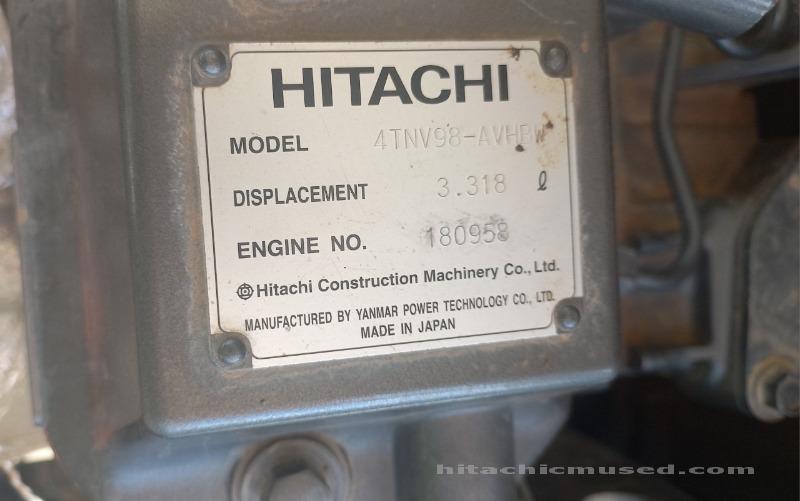 HITACHI
MODEL 4TNV98-AVHBW
DISPLACEMENT 3.318 ℓ
ENGINE NO. 180958
Hitachi Construction Machinery Co., Ltd.
MANUFACTURED BY YANMAR POWER TECHNOLOGY CO., LTD.
MADE IN JAPAN
hitachicmused.com